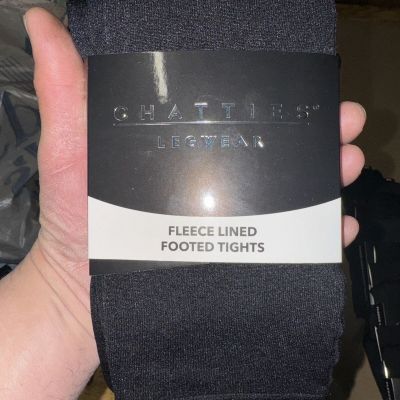 CHATTIES®
LEGWEAR
FLEECE LINED
FOOTED TIGHTS